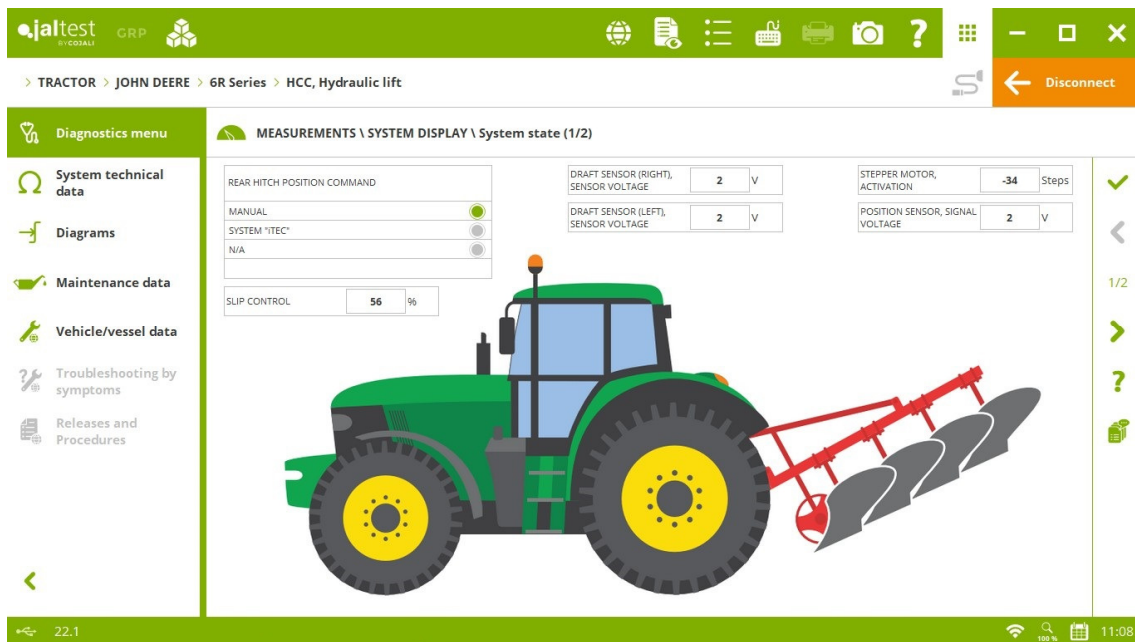 jaltest GRP
BY COJALI
> TRACTOR > JOHN DEERE > 6R Series > HCC, Hydraulic lift
Disconnect
Diagnostics menu
MEASUREMENTS \ SYSTEM DISPLAY \ System state (1/2)
System technical
data
Diagrams
Maintenance data
Vehicle/vessel data
Troubleshooting by
symptoms
Releases and
Procedures
REAR HITCH POSITION COMMAND
MANUAL
SYSTEM "iTEC"
N/A
SLIP CONTROL 56 %
DRAFT SENSOR (RIGHT),
SENSOR VOLTAGE 2 V
DRAFT SENSOR (LEFT),
SENSOR VOLTAGE 2 V
STEPPER MOTOR,
ACTIVATION -34 Steps
POSITION SENSOR, SIGNAL
VOLTAGE 2 V
1/2
?
22.1
100 %
11:08